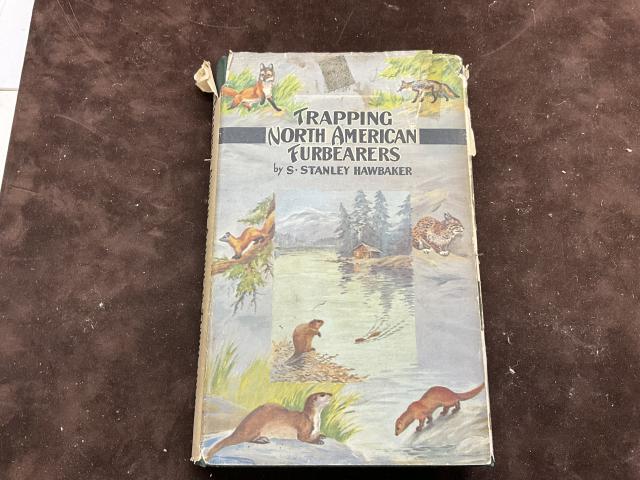 TRAPPING
NORTH AMERICAN
FURBEARERS
by S. STANLEY HAWBAKER